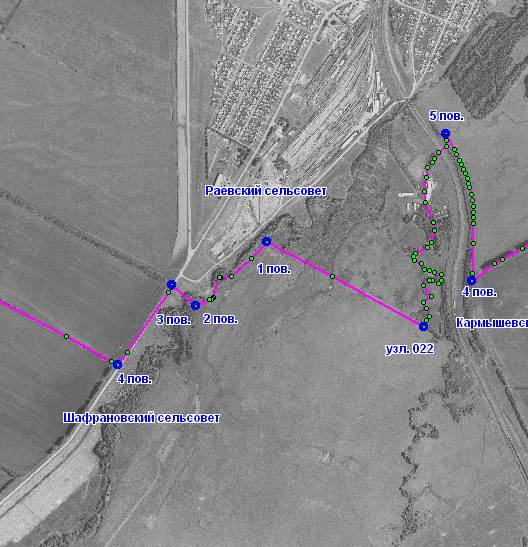 5 пов.
Раевский сельсовет
1 пов.
4 пов.
3 пов.
2 пов.
Кармышевс
узл. 022
4 пов.
Шафрановский сельсовет